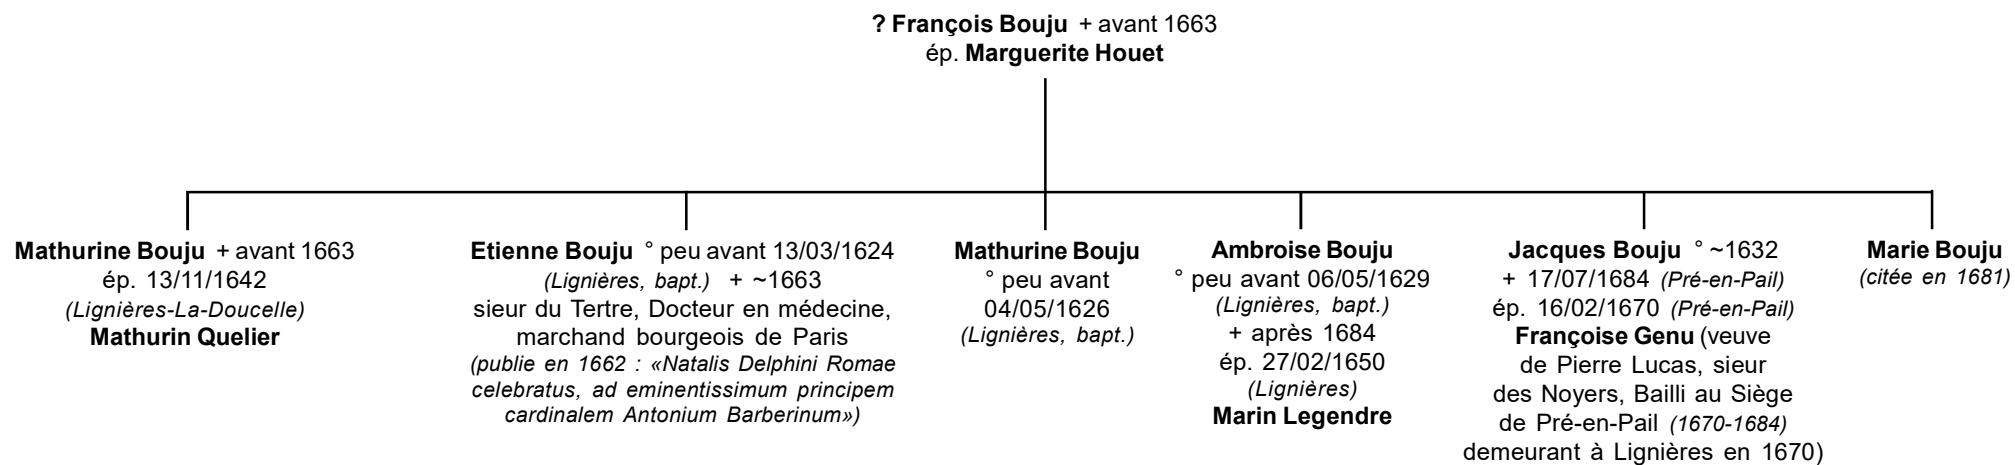 ? François Bouju + avant 1663
ép. Marguerite Houet
Mathurine Bouju + avant 1663
ép. 13/11/1642
(Lignières-La-Doucelle)
Mathurin Quelier
Etienne Bouju ° peu avant 13/03/1624
(Lignières, bapt.) + ~1663
sieur du Tertre, Docteur en médecine,
marchand bourgeois de Paris
(publie en 1662 : «Natalis Delphini Romae
celebratus, ad eminentissimum principem
cardinalem Antonium Barberinum»)
Mathurine Bouju
° peu avant
04/05/1626
(Lignières, bapt.)
Ambroise Bouju
° peu avant 06/05/1629
(Lignières, bapt.)
+ après 1684
ép. 27/02/1650
(Lignières)
Marin Legendre
Jacques Bouju ° ~1632
+ 17/07/1684 (Pré-en-Pail)
ép. 16/02/1670 (Pré-en-Pail)
Françoise Genu (veuve
de Pierre Lucas, sieur
des Noyers, Bailli au Siège
de Pré-en-Pail (1670-1684)
demeurant à Lignières en 1670)
Marie Bouju
(citée en 1681)